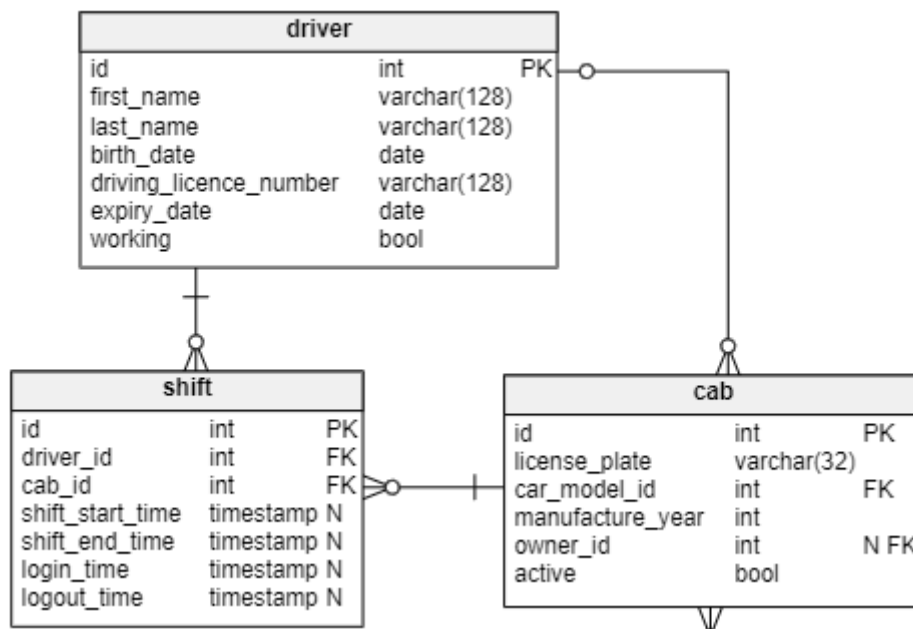 driver
id int PK
first_name varchar(128)
last_name varchar(128)
birth_date date
driving_licence_number varchar(128)
expiry_date date
working bool
shift
id int PK
driver_id int FK
cab_id int FK
shift_start_time timestamp N
shift_end_time timestamp N
login_time timestamp N
logout_time timestamp N
cab
id int PK
license_plate varchar(32)
car_model_id int FK
manufacture_year int
owner_id int N FK
active bool